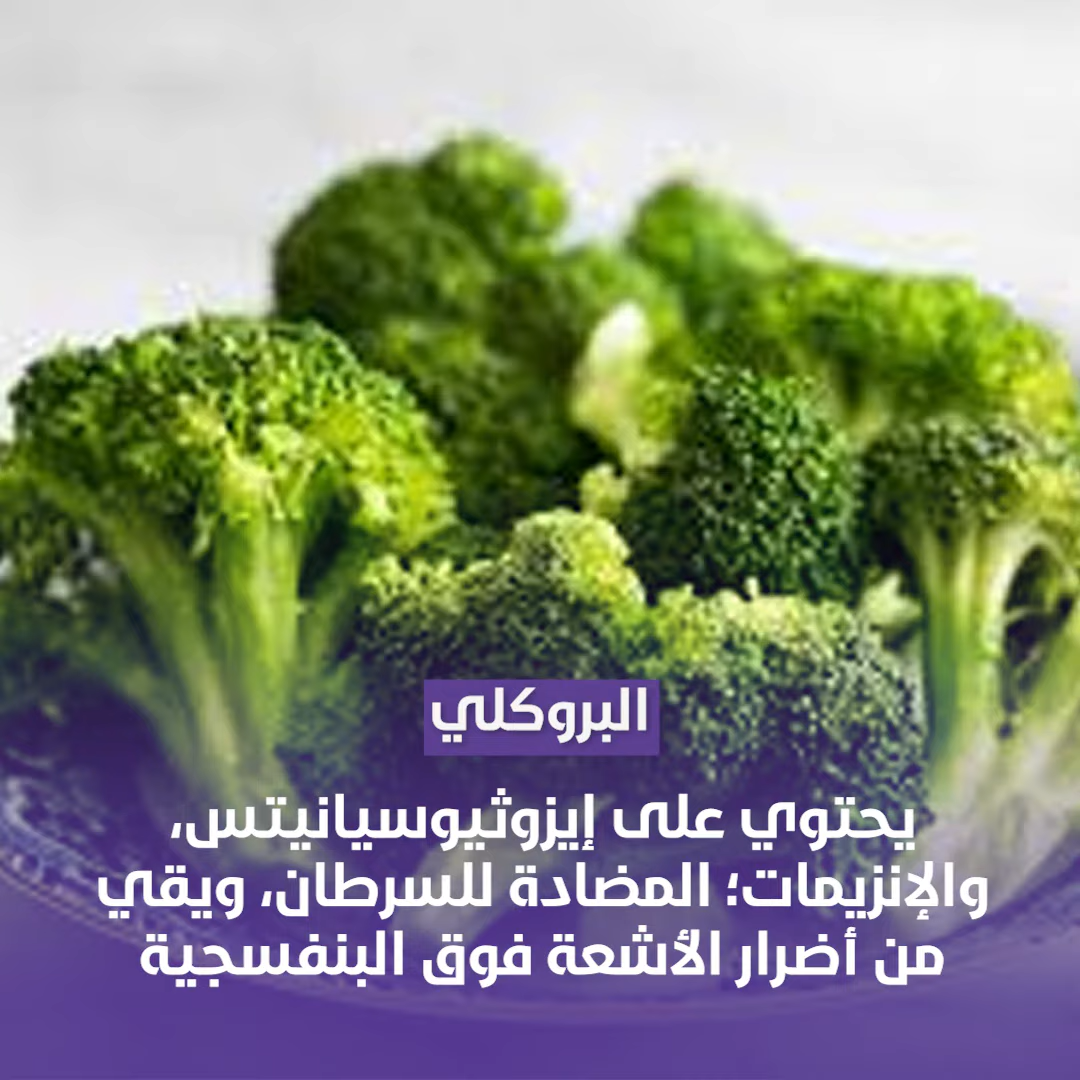 البروكلي
يحتوي على إيزوثيوسيانيتس،
والإنزيمات؛ المضادة للسرطان، ويقي
من أضرار الأشعة فوق البنفسجية